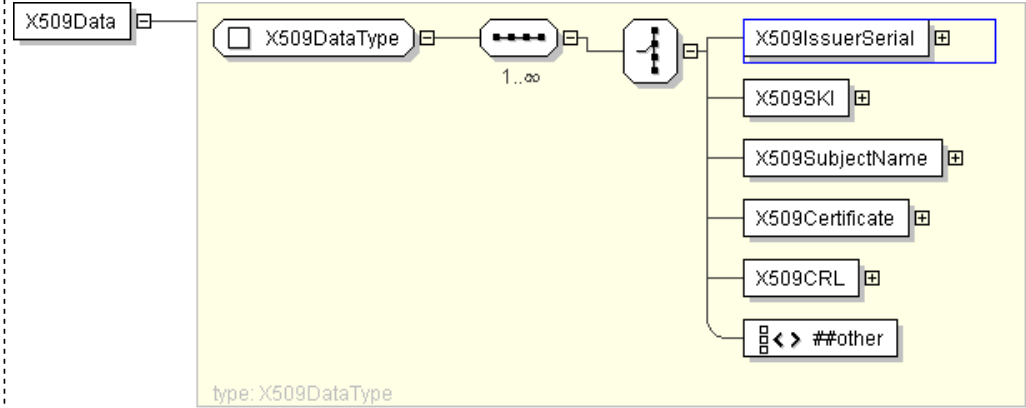 X509Data
X509DataType
1..∞
X509IssuerSerial
X509SKI
X509SubjectName
X509Certificate
X509CRL
##other
type: X509DataType